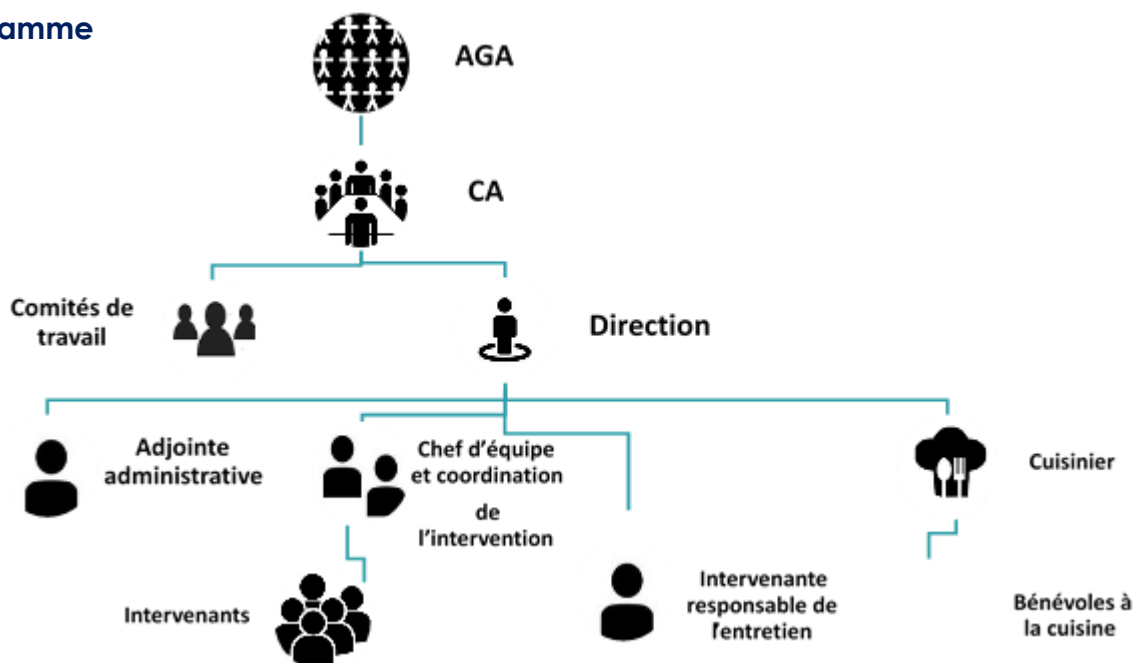 amme
AGA
CA
Comités de
travail
Direction
Adjointe
administrative
Chef d'équipe
et coordination
de
l'intervention
Cuisinier
Intervenants
Intervenante
responsable de
l'entretien
Bénévoles à
la cuisine